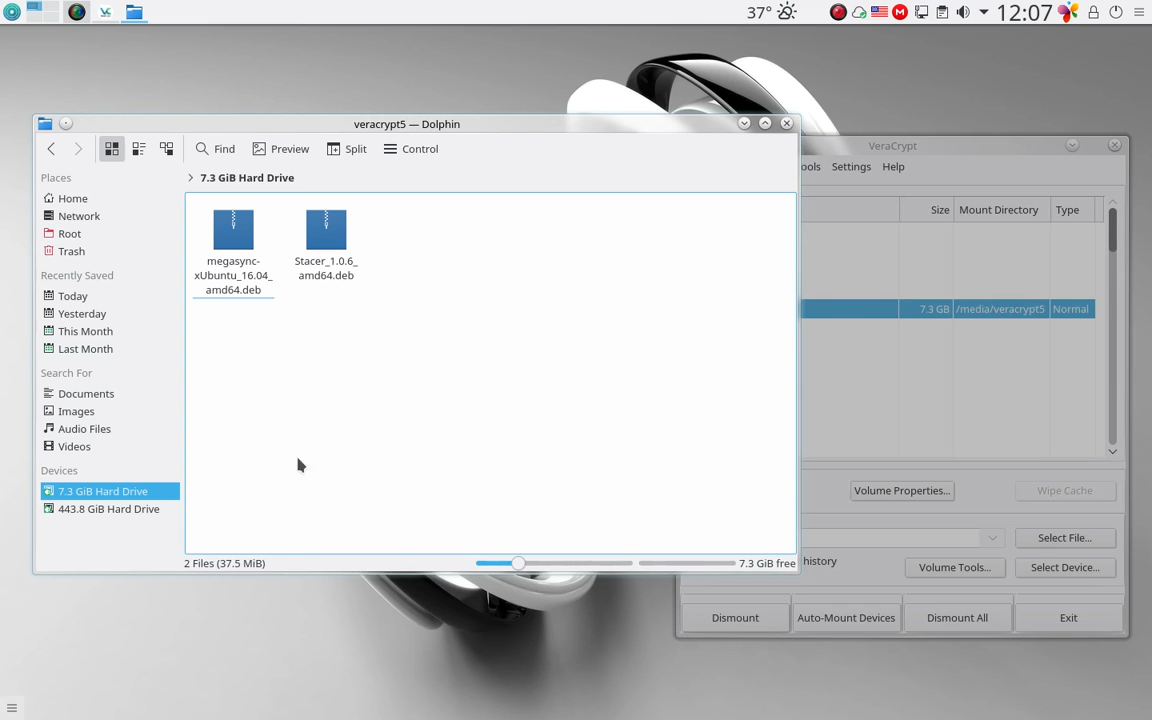 37°
12:07
veracrypt5 — Dolphin
Find
Preview
Split
Control
Places
7.3 GiB Hard Drive
Home
Network
Root
Trash
Recently Saved
Today
Yesterday
This Month
Last Month
Search For
Documents
Images
Audio Files
Videos
Devices
7.3 GiB Hard Drive
443.8 GiB Hard Drive
megasync-
xUbuntu_16.04_
amd64.deb
Stacer_1.0.6_
amd64.deb
2 Files (37.5 MiB)
7.3 GiB free
VeraCrypt
ools
Settings
Help
Size
Mount Directory
Type
7.3 GB
/media/veracrypt5
Normal
Volume Properties...
Wipe Cache
Select File...
history
Volume Tools...
Select Device...
Dismount
Auto-Mount Devices
Dismount All
Exit